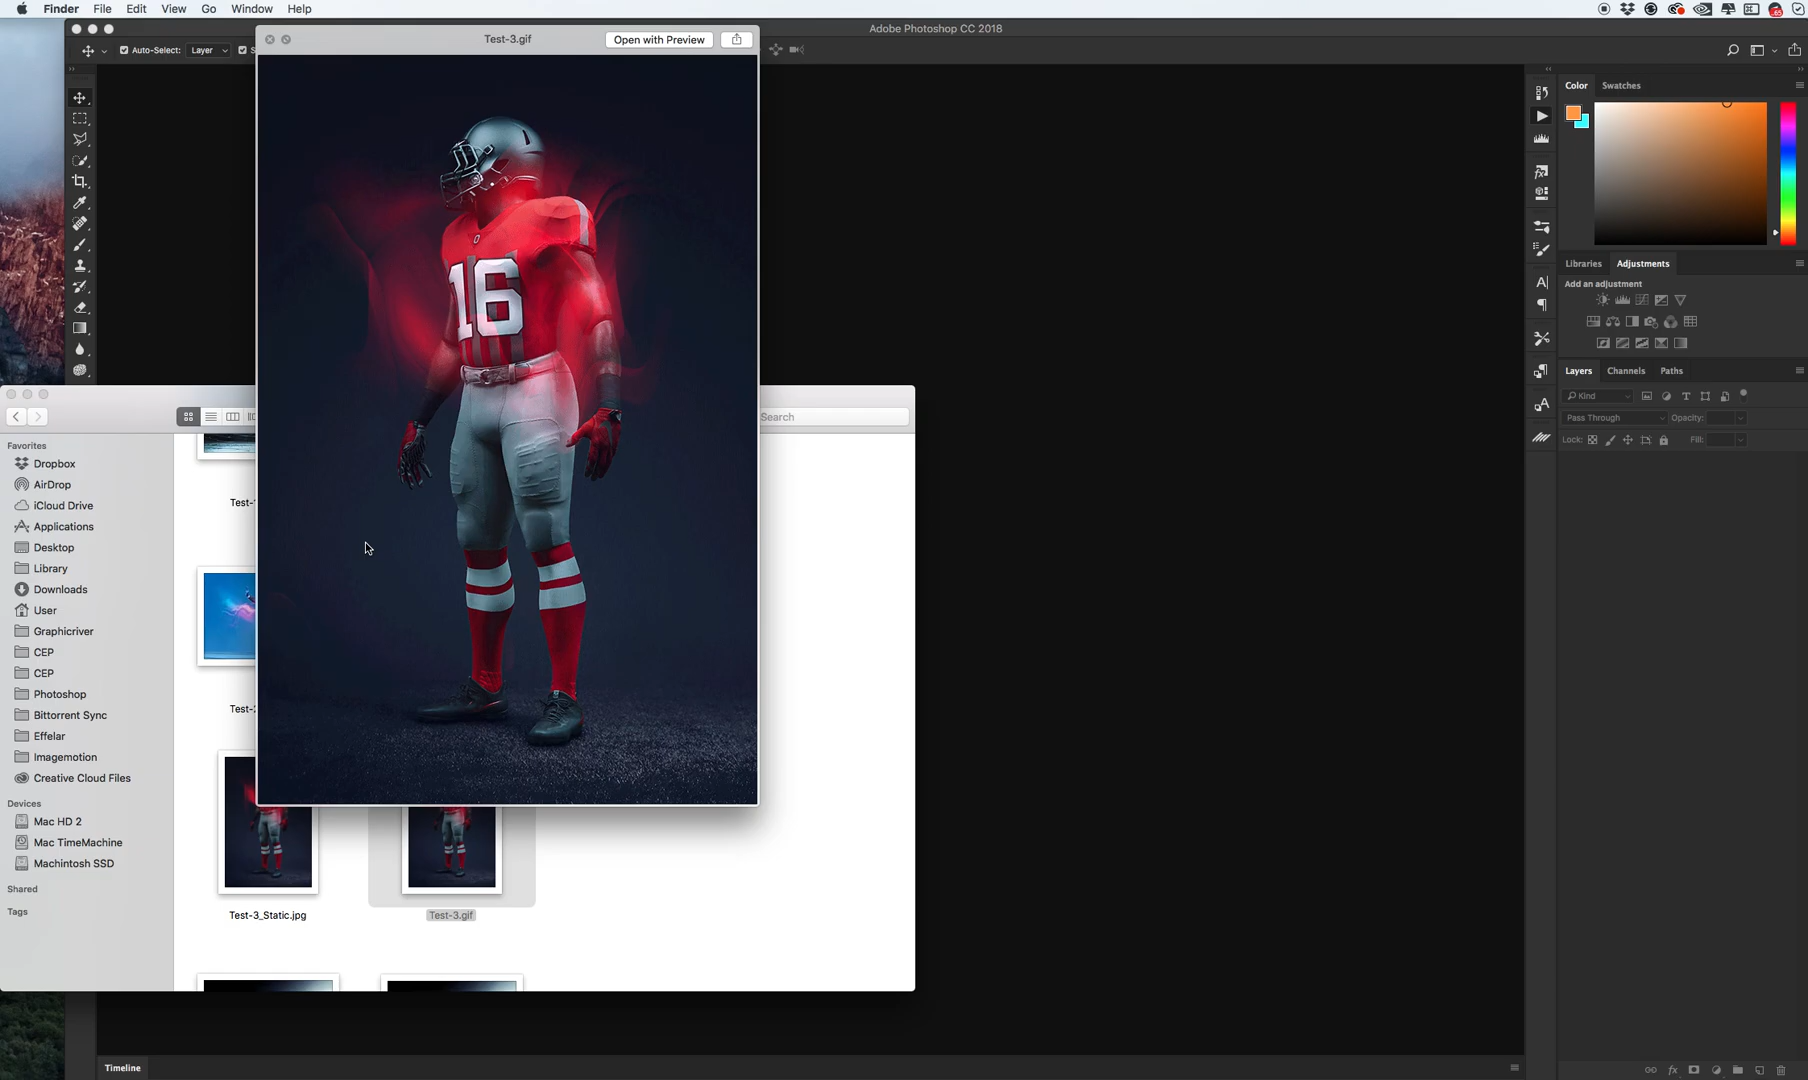 Finder File Edit View Go Window Help
Adobe Photoshop CC 2018
Auto-Select: Layer
Test-3.gif
Open with Preview
16
Color Swatches
Libraries Adjustments
Add an adjustment
Layers Channels Paths
Kind
Pass Through Opacity:
Lock: Fill:
Search
Favorites
Dropbox
AirDrop
iCloud Drive
Applications
Desktop
Library
Downloads
User
Graphicriver
CEP
CEP
Photoshop
Bittorrent Sync
Effelar
Imagemotion
Creative Cloud Files
Devices
Mac HD 2
Mac TimeMachine
Machintosh SSD
Shared
Tags
Test-
Test-
Test-3_Static.jpg
Test-3.gif
Timeline